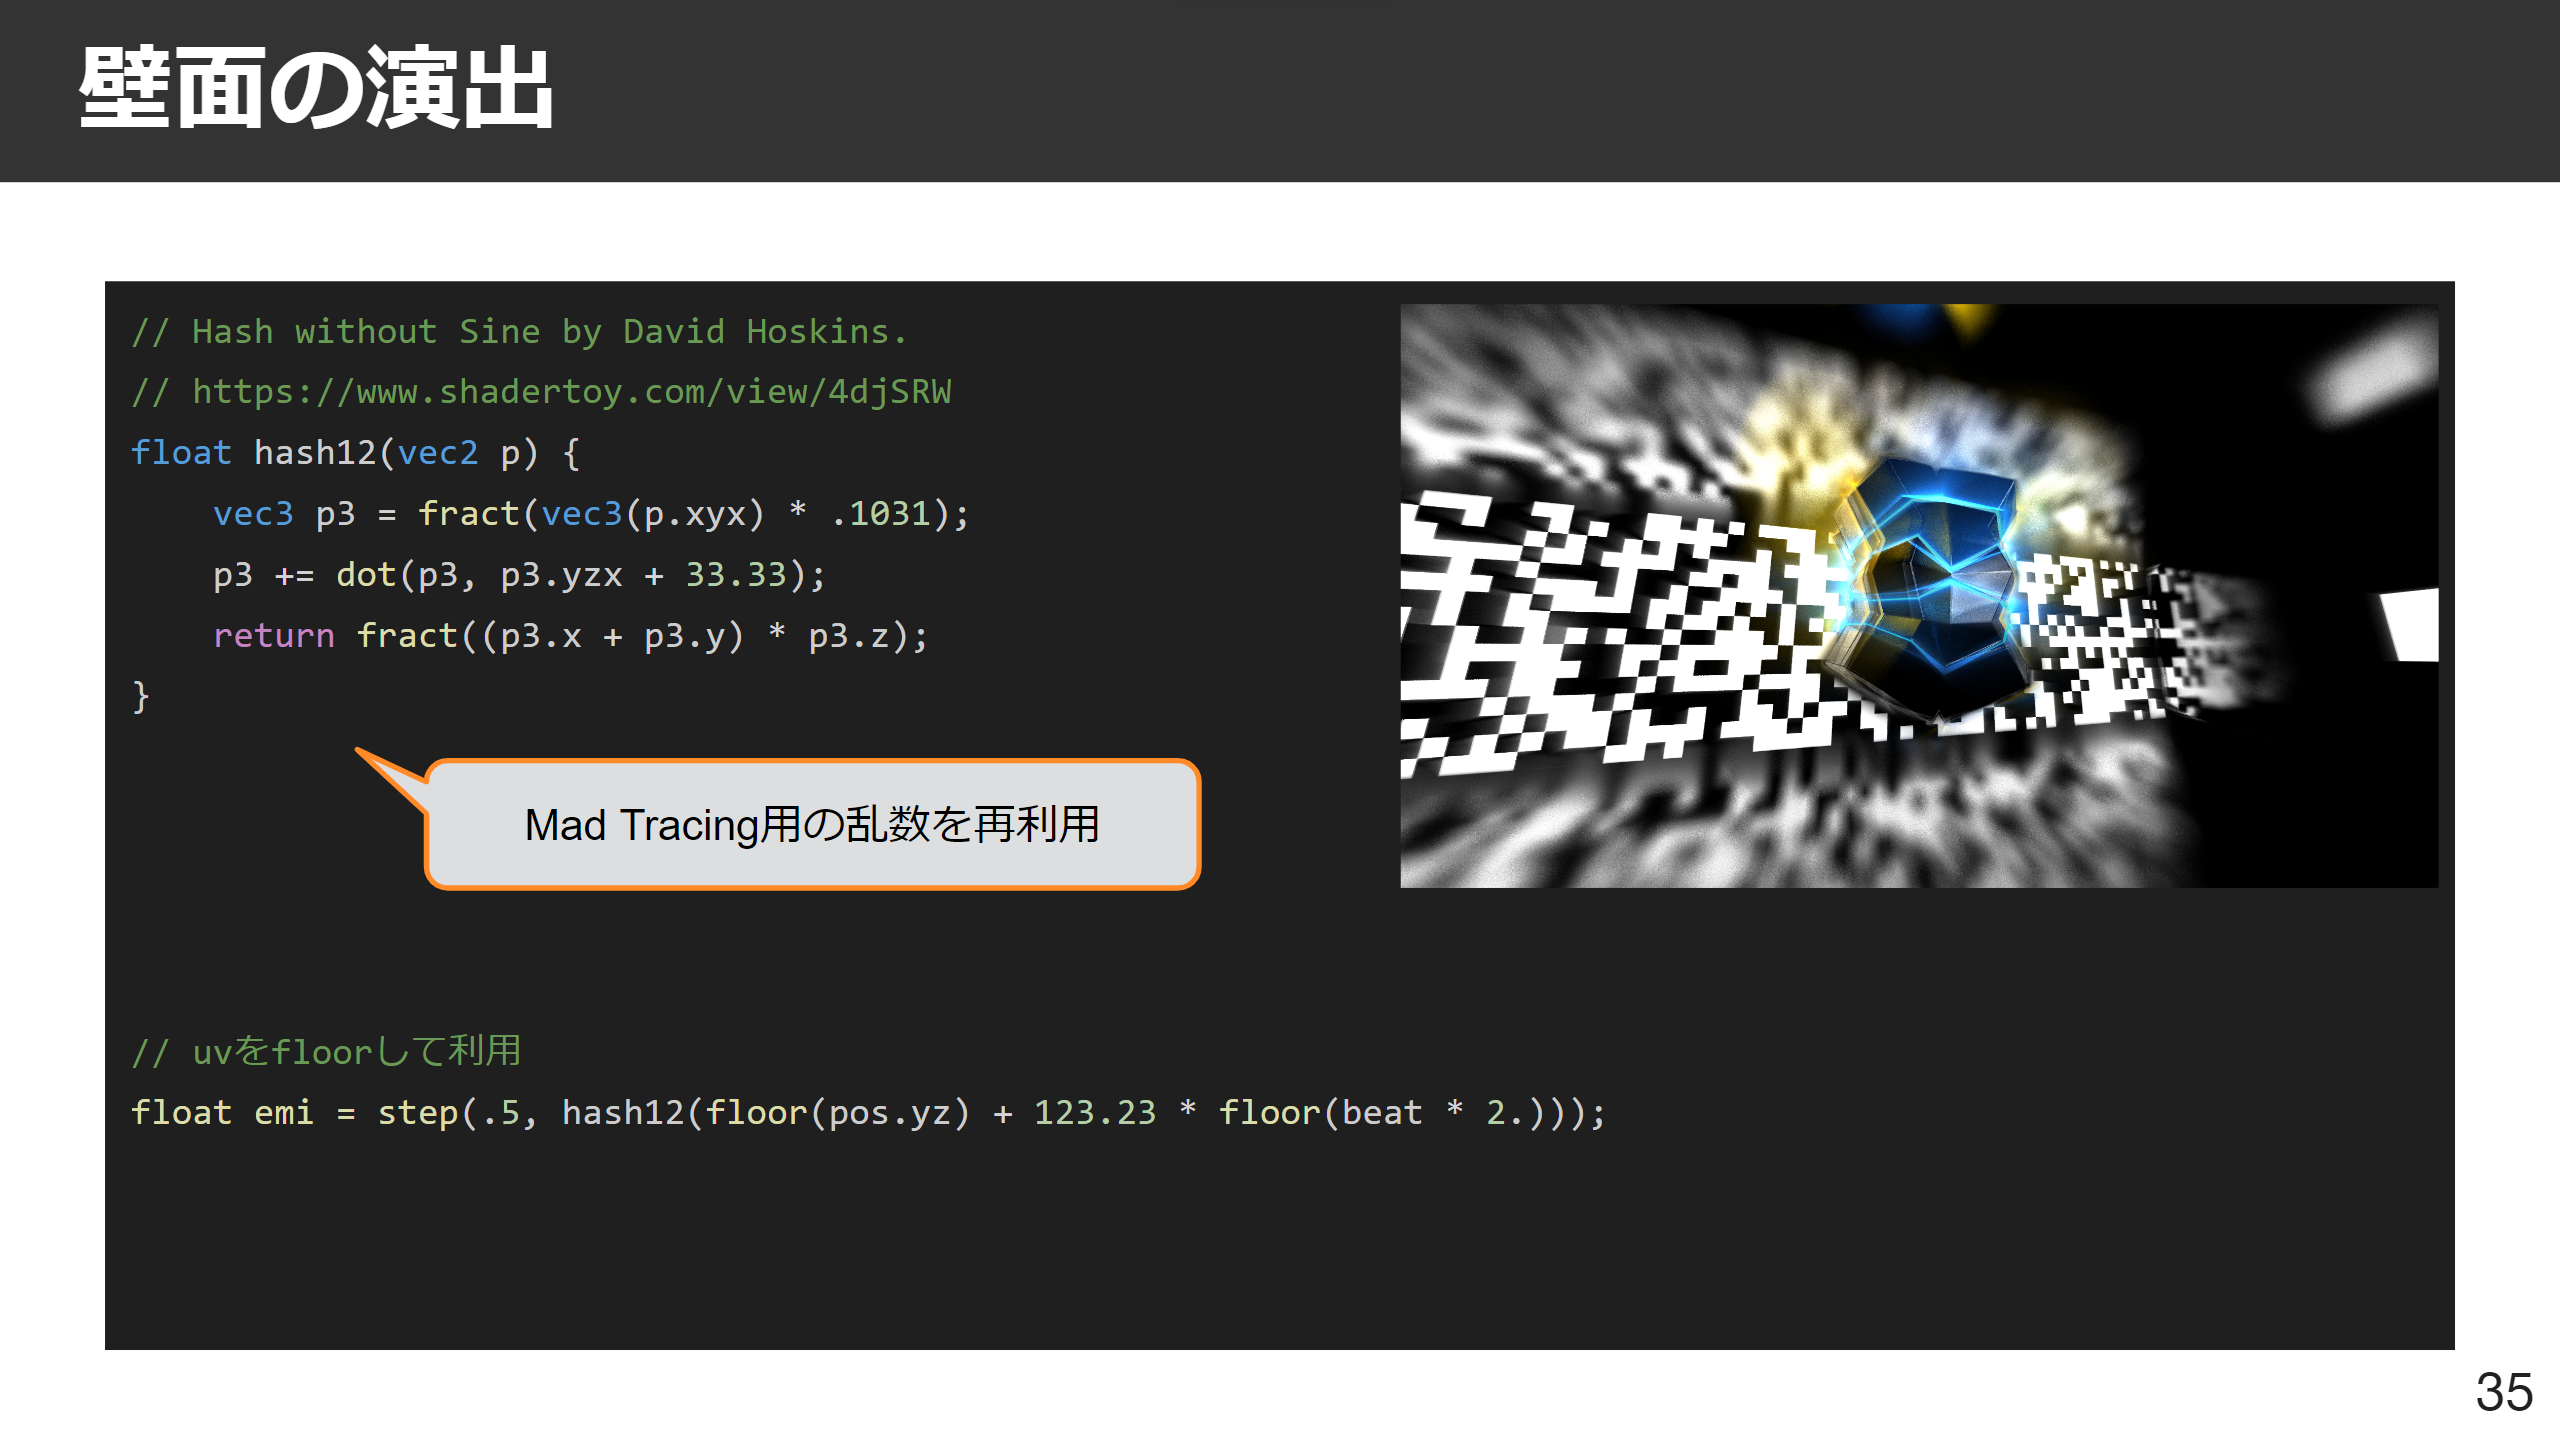 壁面の演出
// Hash without Sine by David Hoskins.
// https://www.shadertoy.com/view/4djSRW
float hash12(vec2 p) {
    vec3 p3 = fract(vec3(p.xyx) * .1031);
    p3 += dot(p3, p3.yzx + 33.33);
    return fract((p3.x + p3.y) * p3.z);
}
Mad Tracing用の乱数を再利用
// uvをfloorして利用
float emi = step(.5, hash12(floor(pos.yz) + 123.23 * floor(beat * 2.)));
35